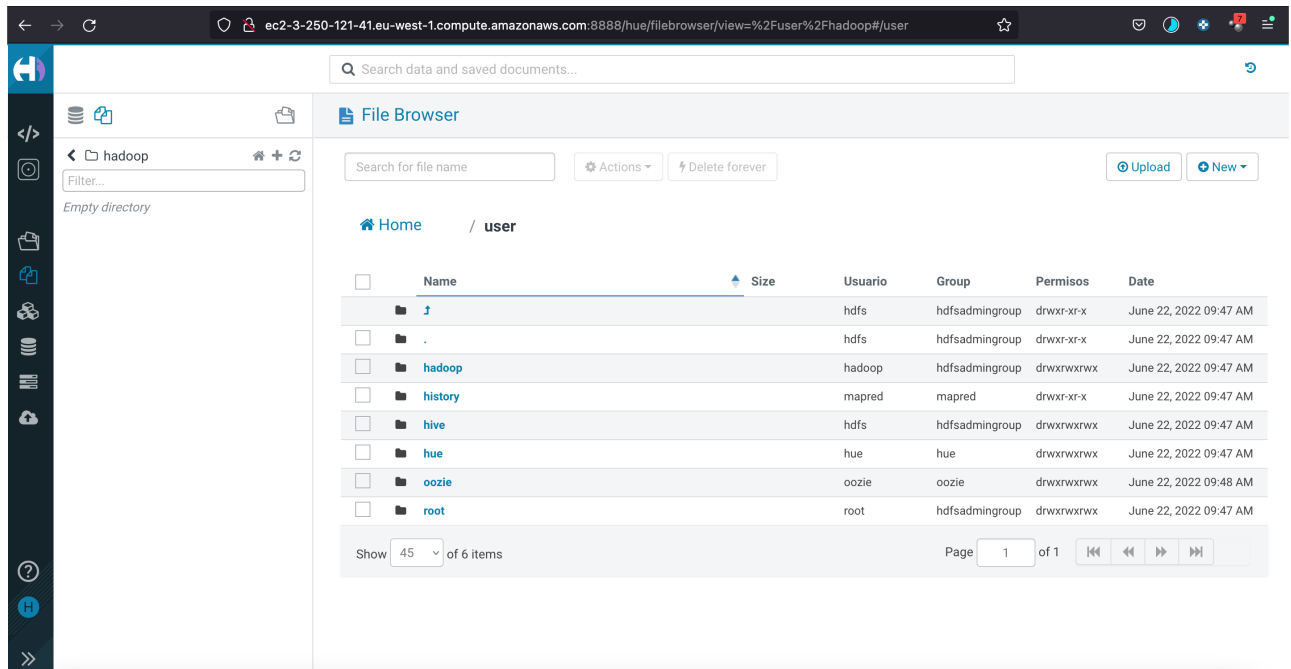 ec2-3-250-121-41.eu-west-1.compute.amazonaws.com:8888/hue/filebrowser/view=%2Fuser%2Fhadoop#/user
7
Search data and saved documents...
File Browser
hadoop
Filter...
Empty directory
Search for file name Actions Delete forever Upload New
Home / user
Name Size Usuario Group Permisos Date
hdfs hdfsadmingroup drwxr-xr-x June 22, 2022 09:47 AM
. hdfs hdfsadmingroup drwxr-xr-x June 22, 2022 09:47 AM
hadoop hadoop hdfsadmingroup drwxrwxrwx June 22, 2022 09:47 AM
history mapred mapred drwxr-xr-x June 22, 2022 09:47 AM
hive hdfs hdfsadmingroup drwxrwxrwx June 22, 2022 09:47 AM
hue hue hue drwxrwxrwx June 22, 2022 09:47 AM
oozie oozie oozie drwxrwxrwx June 22, 2022 09:48 AM
root root hdfsadmingroup drwxrwxrwx June 22, 2022 09:47 AM
Show 45 of 6 items Page 1 of 1
H